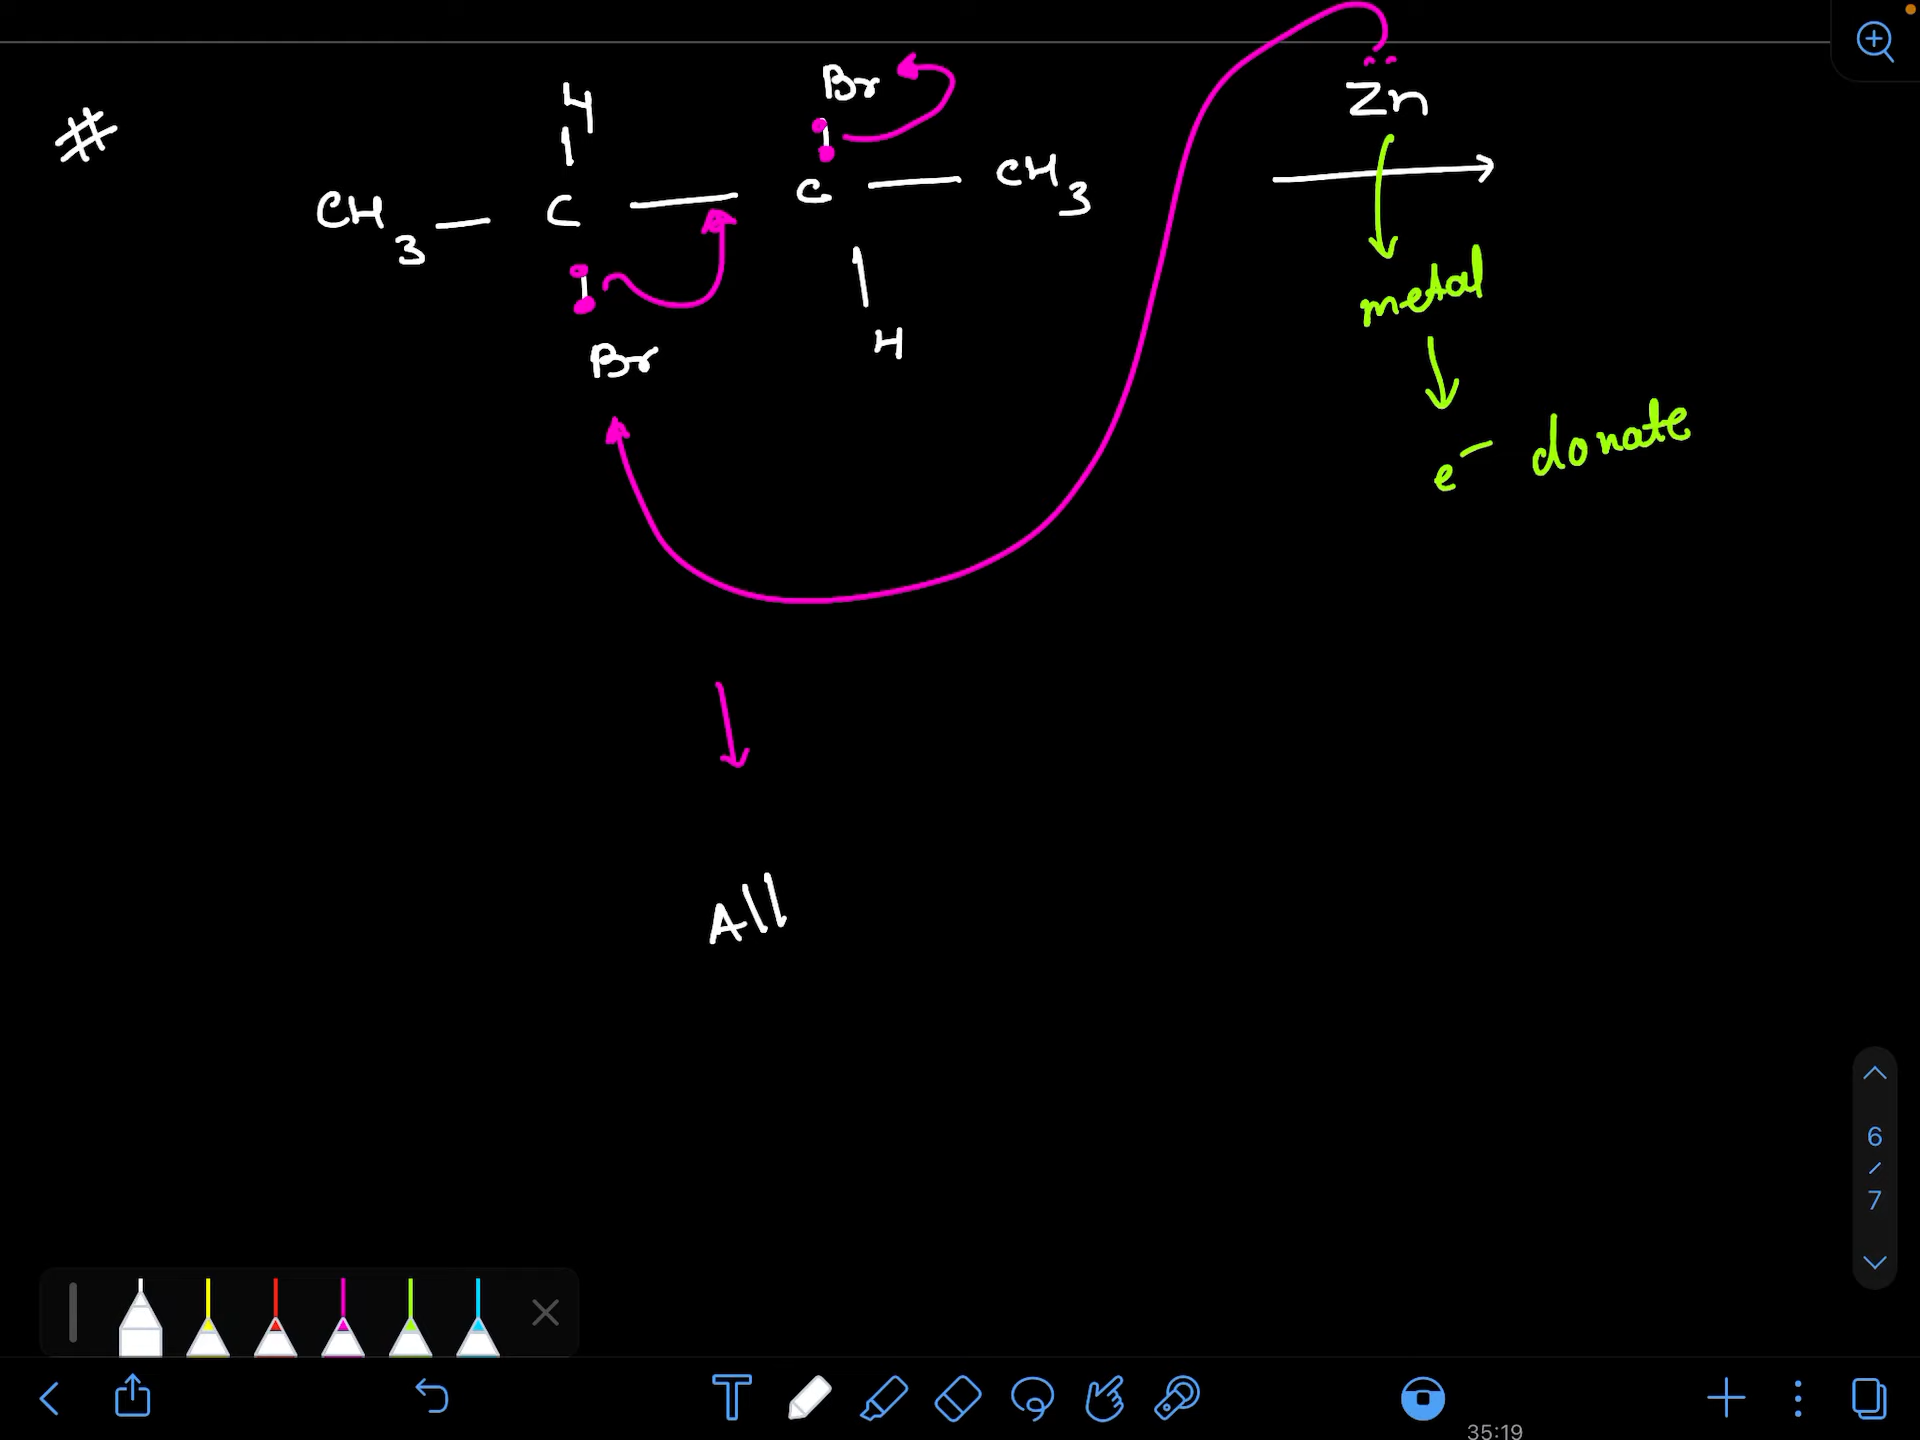 #
H
Br
Zn
CH3 — C — C — CH3
Br
H
metal
e- donate
All
6
/
7
35:19